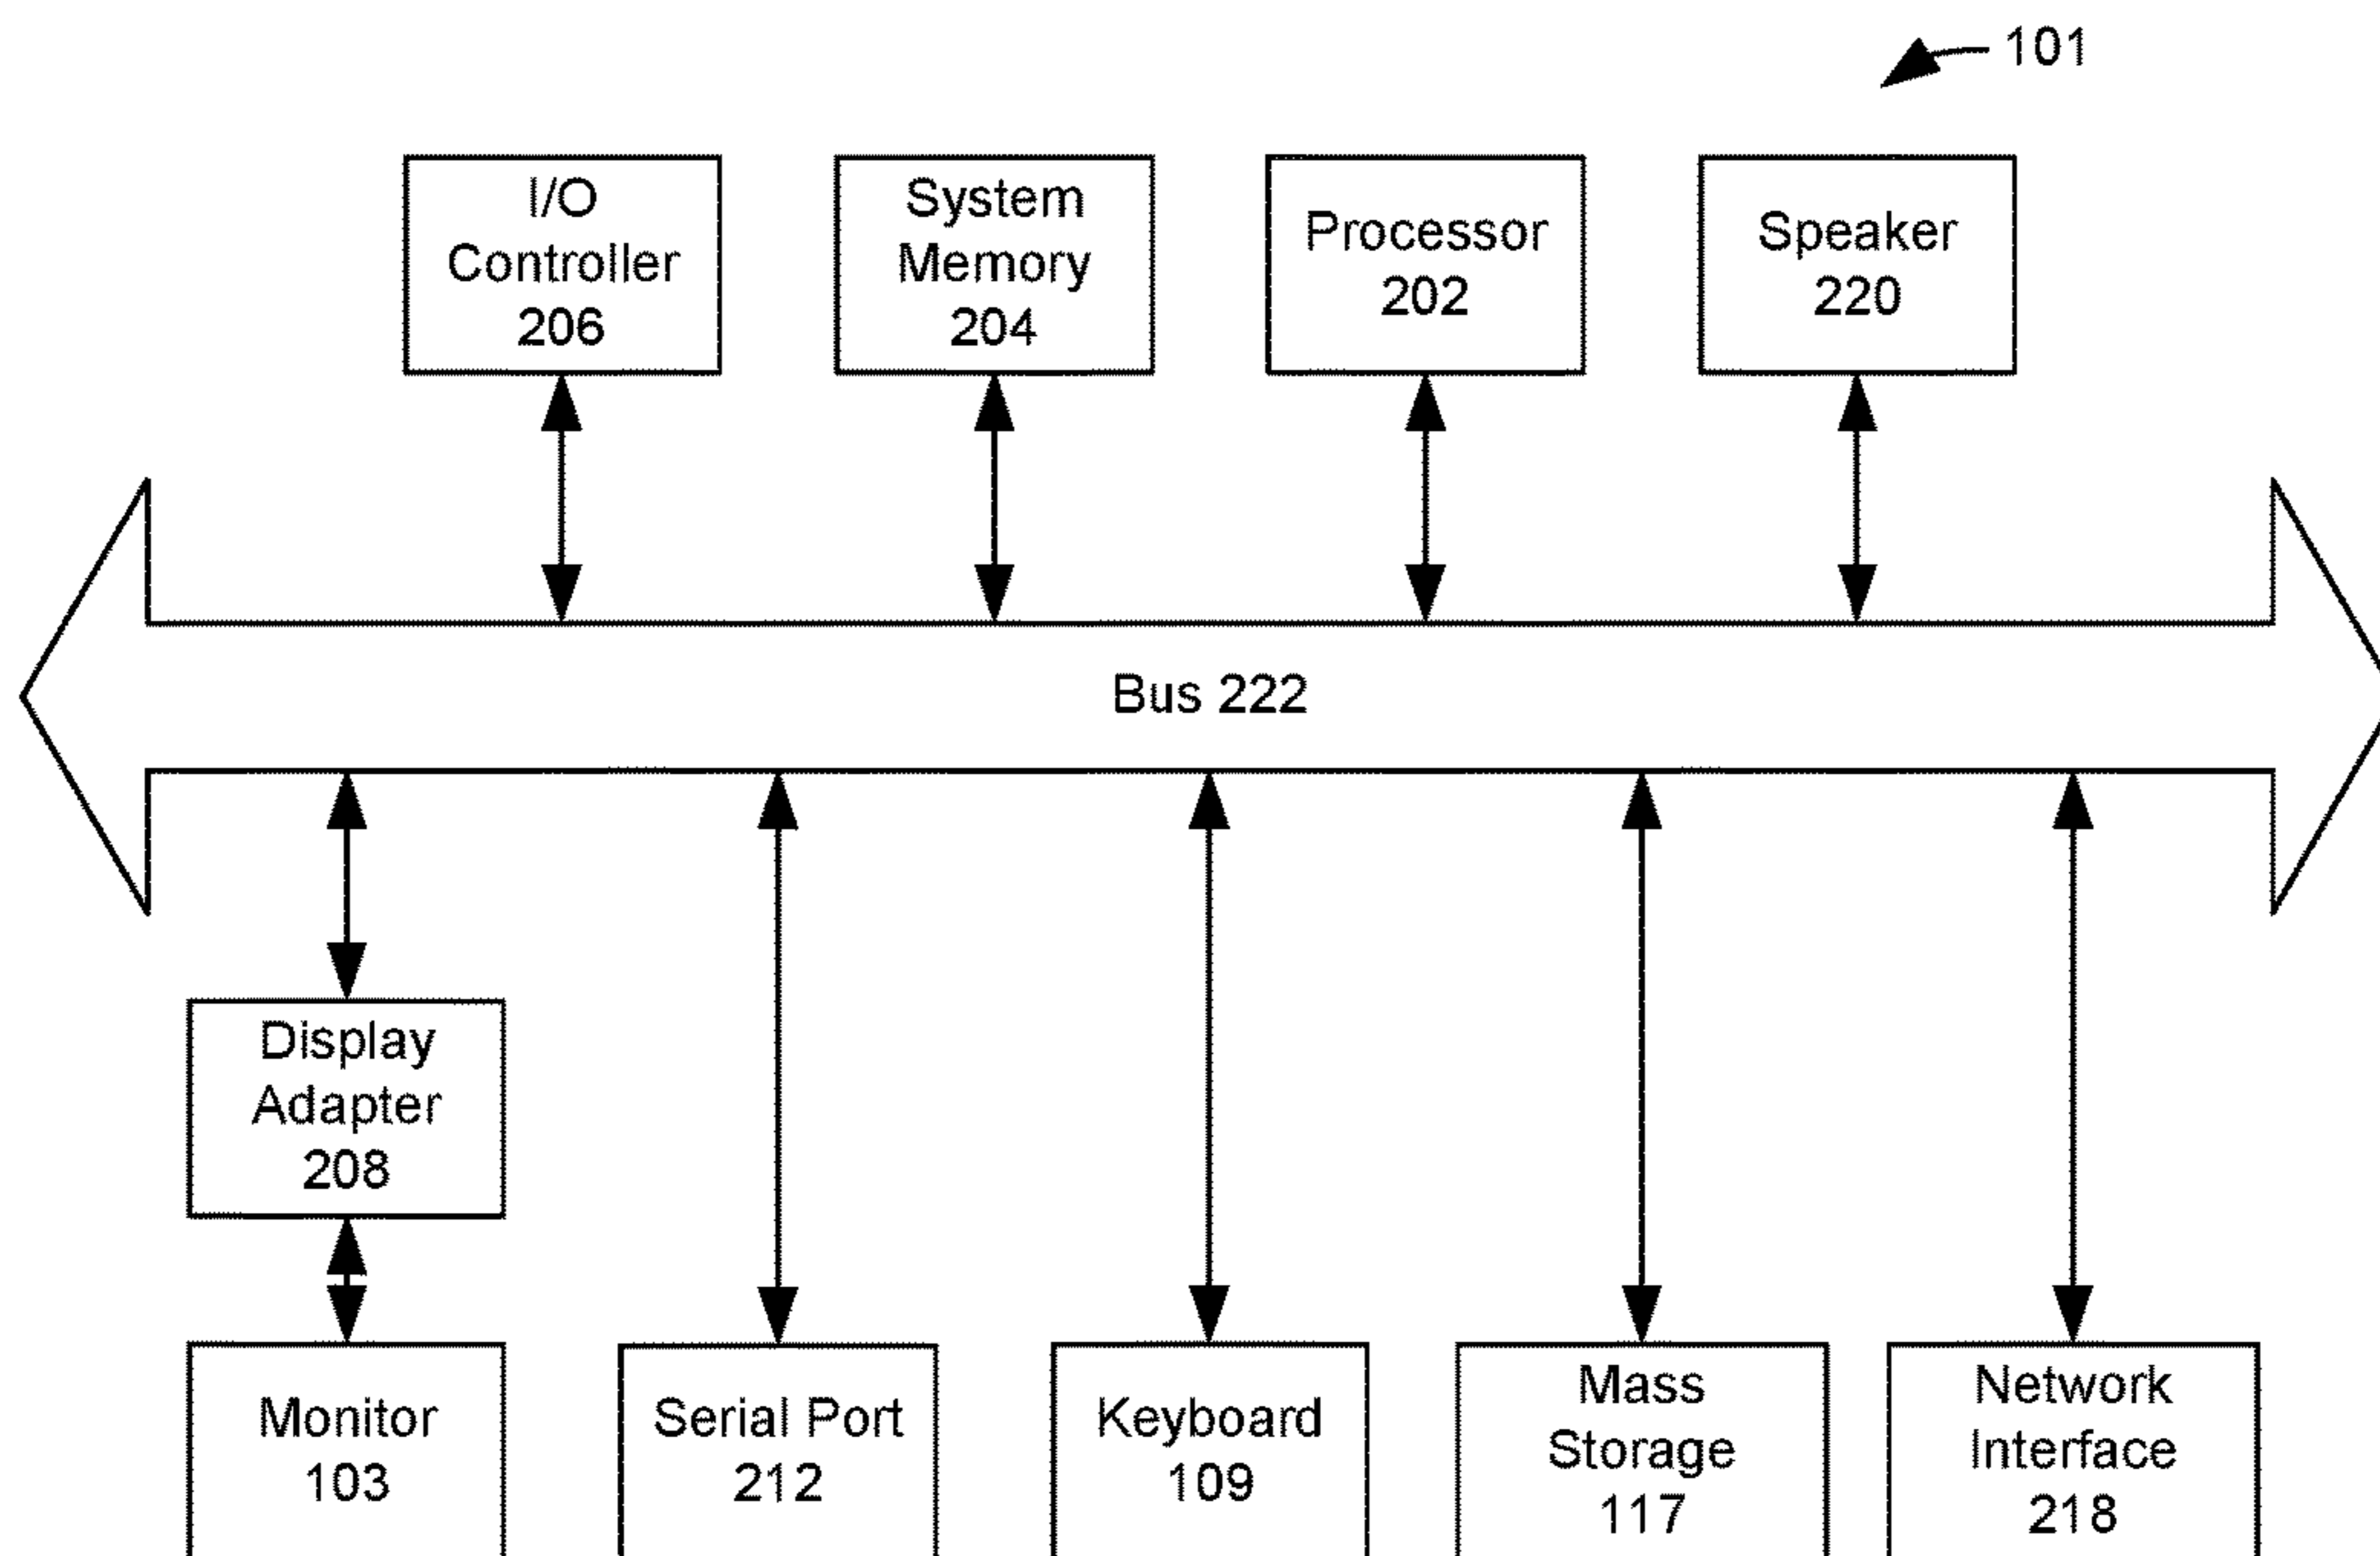 101
I/O
Controller
206
System
Memory
204
Processor
202
Speaker
220
Bus 222
Display
Adapter
208
Monitor
103
Serial Port
212
Keyboard
109
Mass
Storage
117
Network
Interface
218